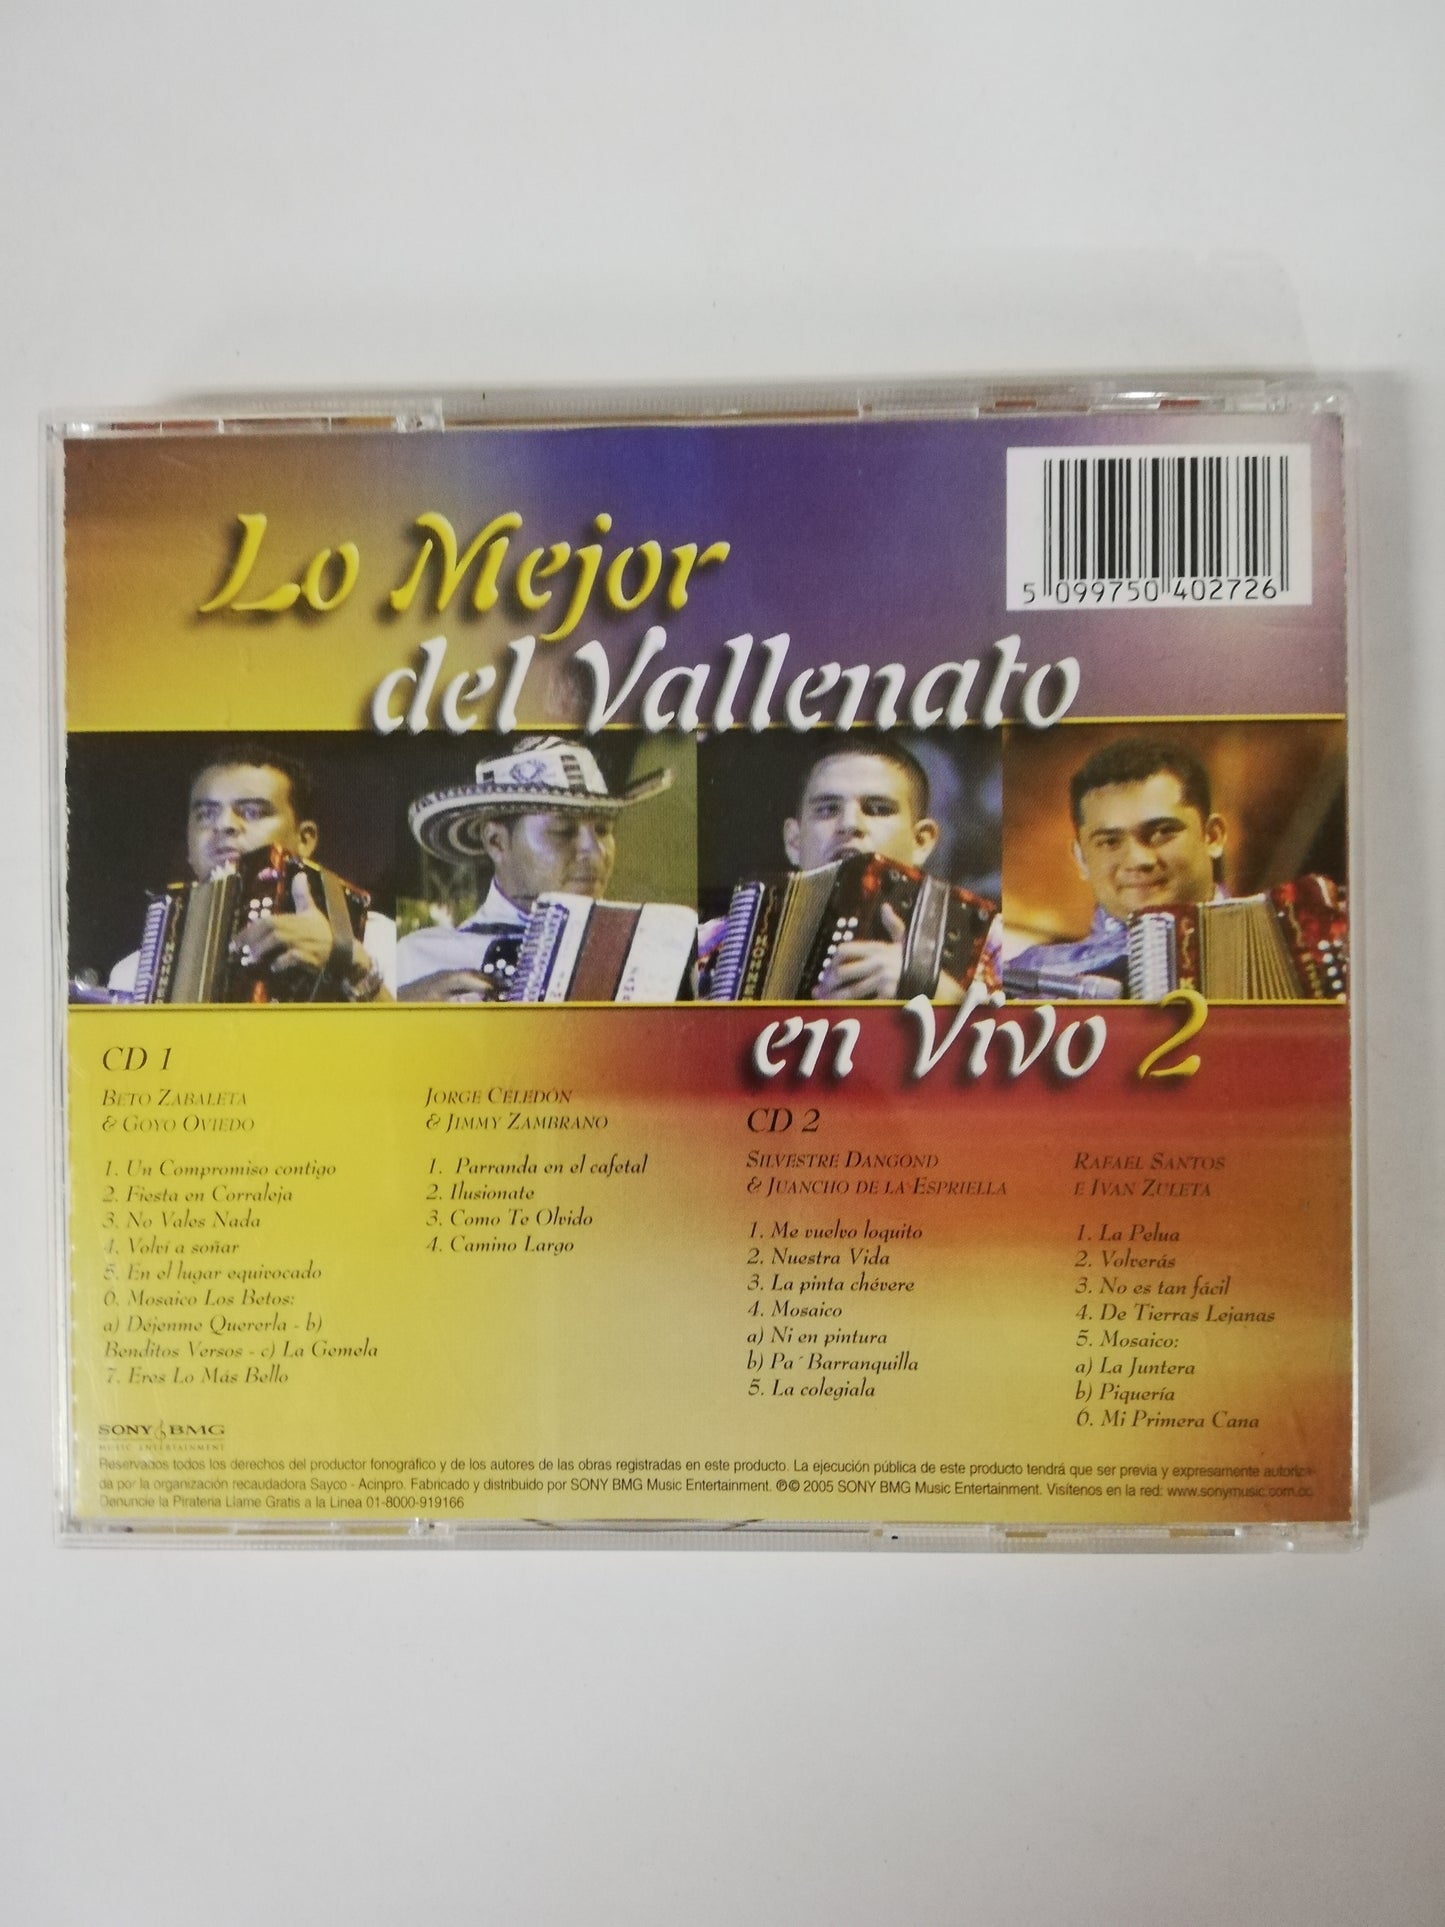 Lo Mejor
del Vallenato
5 099750 402726
en Vivo 2
CD 1
BETO ZABALETA
& GOYO OVIEDO
1. Un Compromiso contigo
2. Fiesta en Corraleja
3. No Vales Nada
4. Volví a soñar
5. En el lugar equivocado
6. Mosaico Los Betos:
a) Déjenme Quererla - b)
Benditos Versos - c) La Gemela
7. Eres Lo Más Bello
JORGE CELEDÓN
& JIMMY ZAMBRANO
1. Parranda en el cafetal
2. Ilusionate
3. Como Te Olvido
4. Camino Largo
CD 2
SILVESTRE DANGOND
& JUANCHO DE LA ESPRIELLA
1. Me vuelvo loquito
2. Nuestra Vida
3. La pinta chévere
4. Mosaico
a) Ni en pintura
b) Pa´ Barranquilla
5. La colegiala
RAFAEL SANTOS
E IVAN ZULETA
1. La Pelua
2. Volverás
3. No es tan fácil
4. De Tierras Lejanas
5. Mosaico:
a) La Juntera
b) Piquería
6. Mi Primera Cana
SONY BMG
MUSIC ENTERTAINMENT
Reservados todos los derechos del productor fonográfico y de los autores de las obras registradas en este producto. La ejecución pública de este producto tendrá que ser previa y expresamente autoriza-
da por la organización recaudadora Sayco - Acinpro. Fabricado y distribuido por SONY BMG Music Entertainment. ℗© 2005 SONY BMG Music Entertainment. Visítenos en la red: www.sonymusic.com.co
Denuncie la Pirateria Llame Gratis a la Linea 01-8000-919166